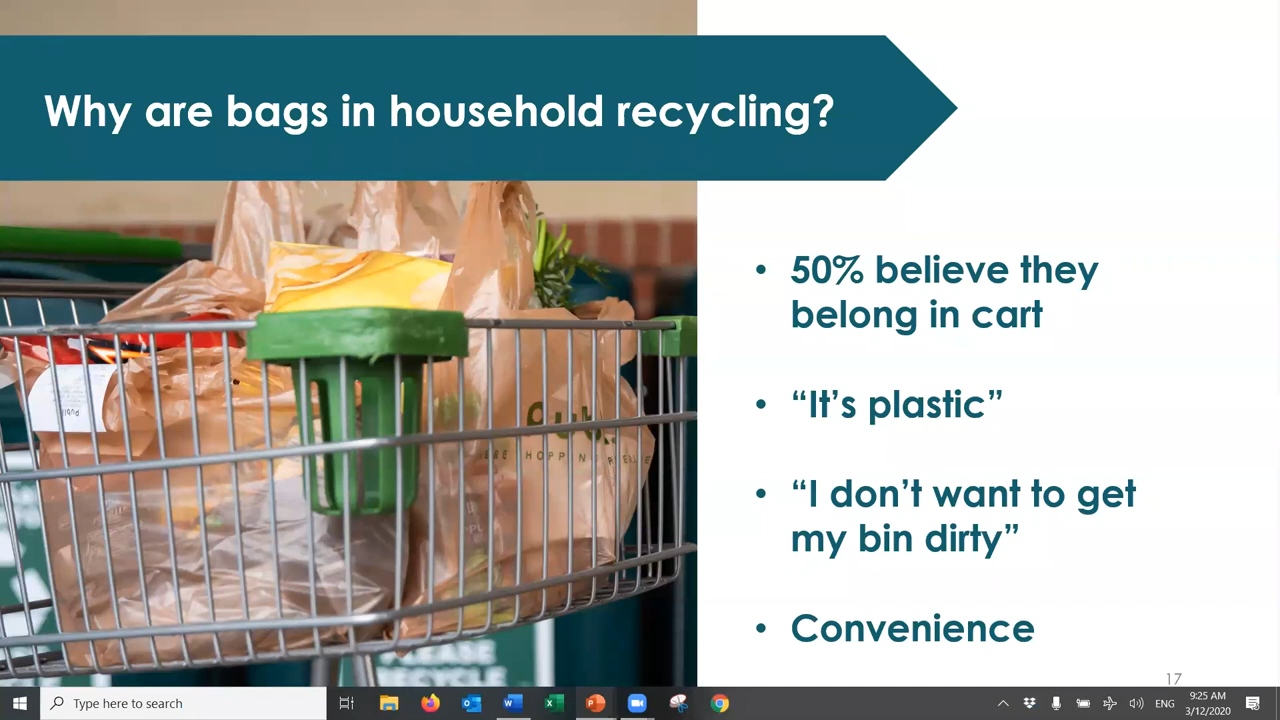 Why are bags in household recycling?
• 50% believe they
belong in cart
• “It’s plastic”
• “I don’t want to get
my bin dirty”
• Convenience
17
Type here to search
ENG
9:25 AM
3/12/2020